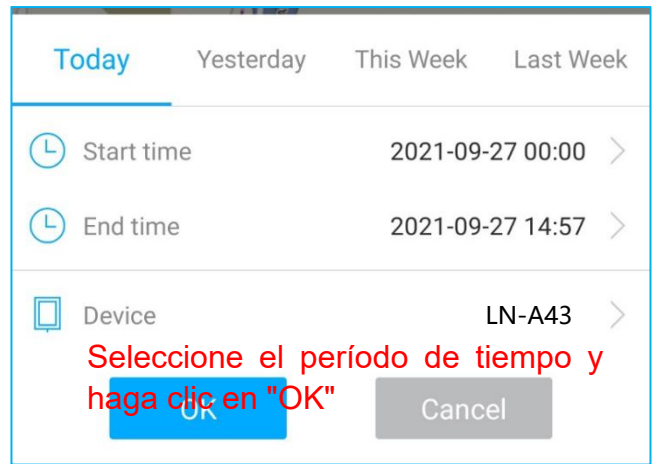 Today Yesterday This Week Last Week
Start time 2021-09-27 00:00
End time 2021-09-27 14:57
Device LN-A43
Seleccione el período de tiempo y
haga clic en "OK"
OK Cancel